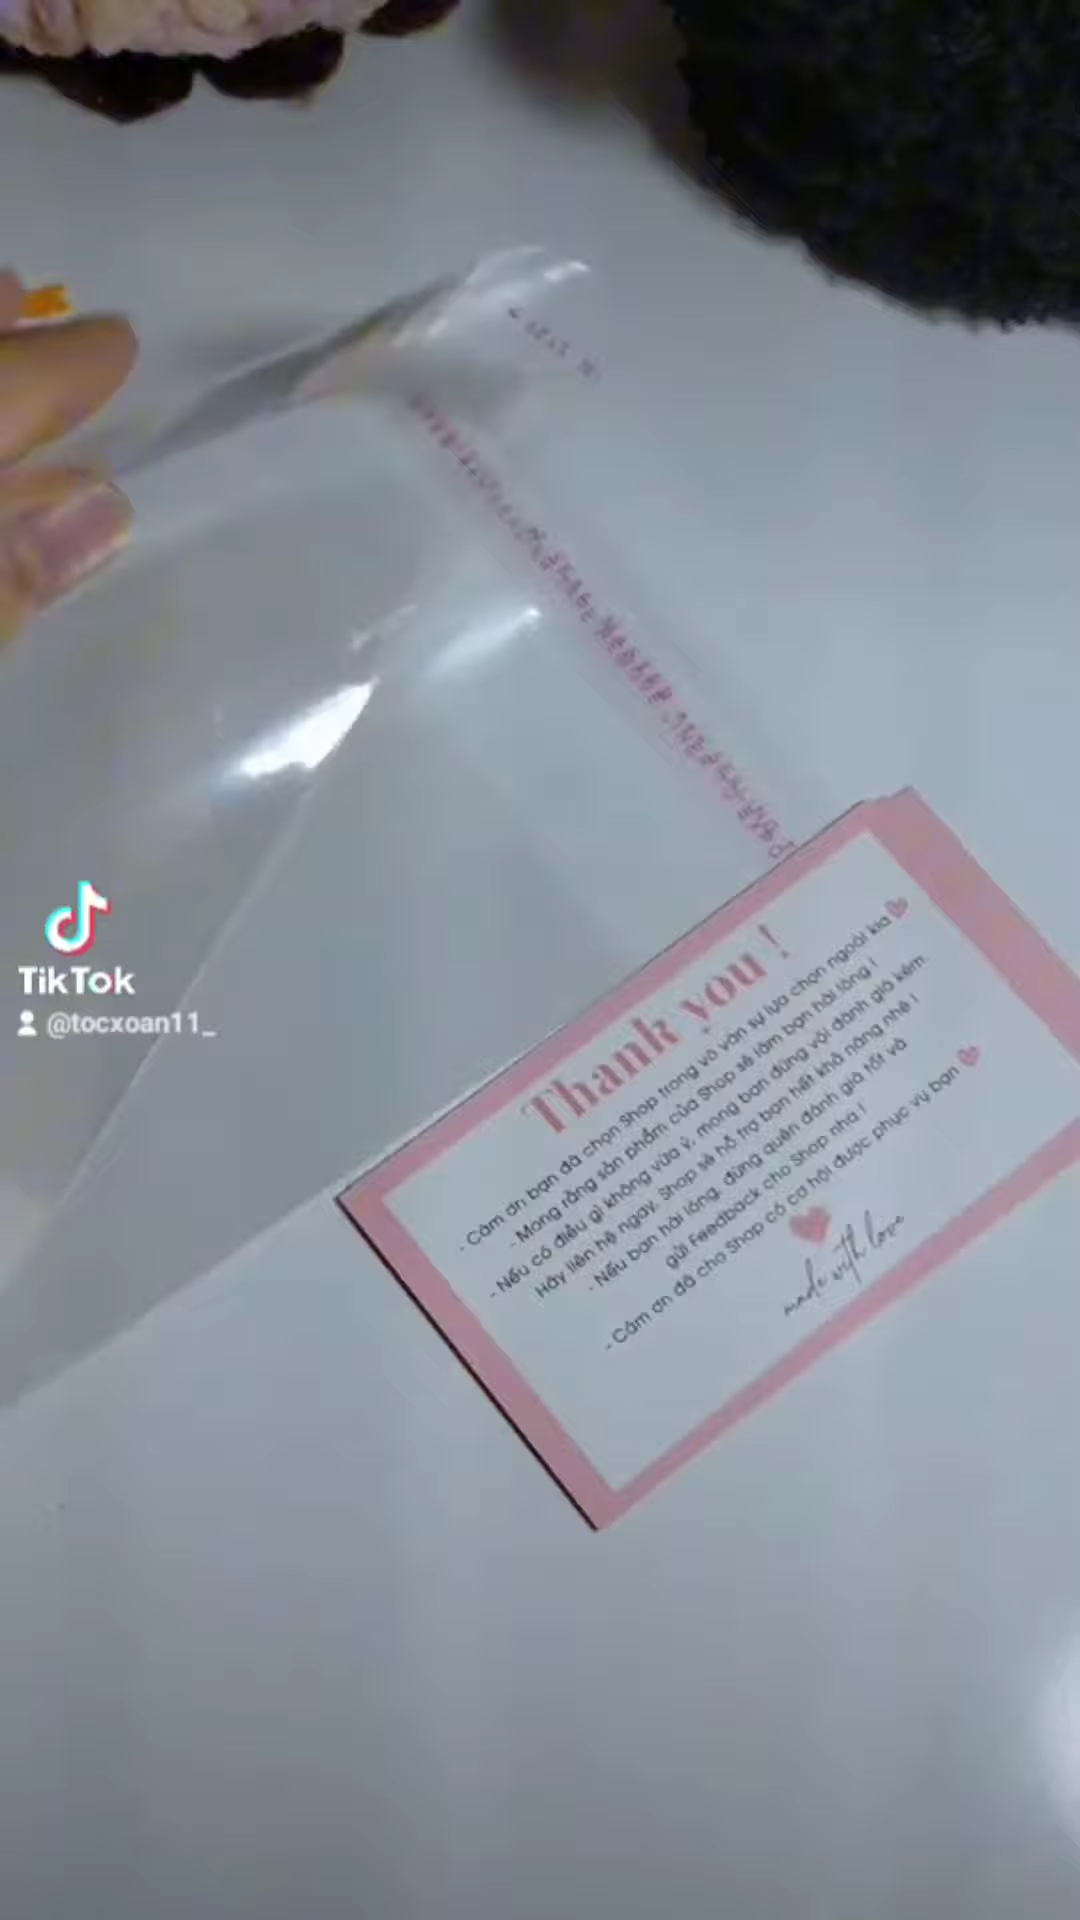 TikTok
@tocxoan11_
Thank you !
- Cảm ơn bạn đã chọn Shop trong vô vàn sự lựa chọn ngoài kia
- Mong rằng sản phẩm của Shop sẽ làm bạn hài lòng !
- Nếu có điều gì không vừa ý, mong bạn đừng vội đánh giá kém.
Hãy liên hệ ngay, Shop sẽ hỗ trợ bạn hết khả năng nhé !
- Nếu bạn hài lòng, đừng quên đánh giá tốt và
gửi Feedback cho Shop nha !
- Cảm ơn đã cho Shop có cơ hội được phục vụ bạn
made with love